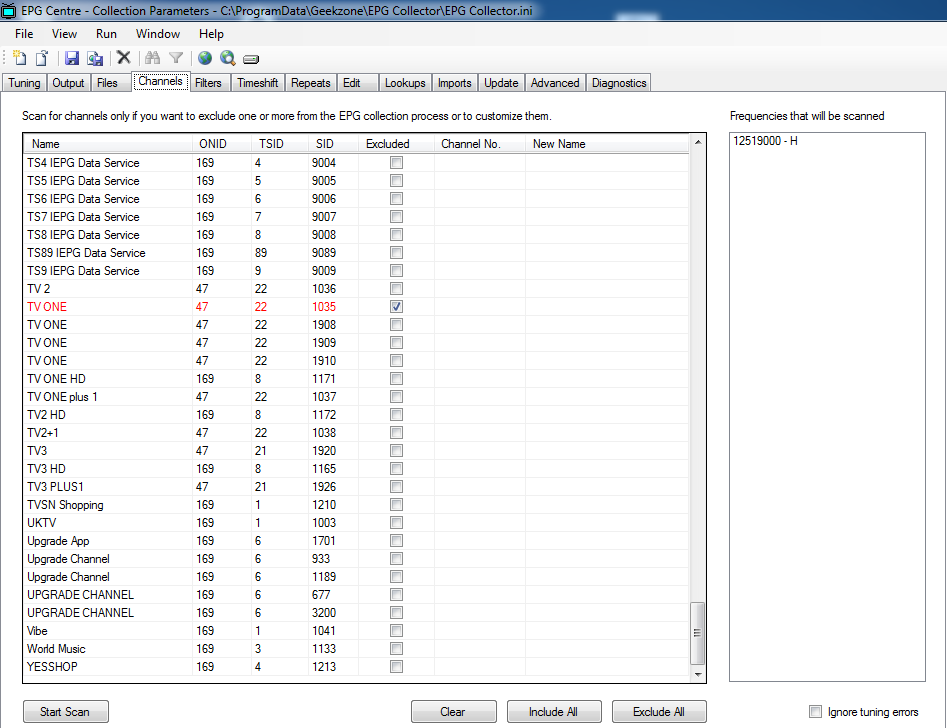 EPG Centre - Collection Parameters - C:\ProgramData\Geekzone\EPG Collector\EPG Collector.ini
File View Run Window Help
Tuning Output Files Channels Filters Timeshift Repeats Edit Lookups Imports Update Advanced Diagnostics
Scan for channels only if you want to exclude one or more from the EPG collection process or to customize them.
Frequencies that will be scanned
Name ONID TSID SID Excluded Channel No. New Name
12519000 - H
TS4 IEPG Data Service 169 4 9004
TS5 IEPG Data Service 169 5 9005
TS6 IEPG Data Service 169 6 9006
TS7 IEPG Data Service 169 7 9007
TS8 IEPG Data Service 169 8 9008
TS89 IEPG Data Service 169 89 9089
TS9 IEPG Data Service 169 9 9009
TV 2 47 22 1036
TV ONE 47 22 1035
TV ONE 47 22 1908
TV ONE 47 22 1909
TV ONE 47 22 1910
TV ONE HD 169 8 1171
TV ONE plus 1 47 22 1037
TV2 HD 169 8 1172
TV2+1 47 22 1038
TV3 47 21 1920
TV3 HD 169 8 1165
TV3 PLUS1 47 21 1926
TVSN Shopping 169 1 1210
UKTV 169 1 1003
Upgrade App 169 6 1701
Upgrade Channel 169 6 933
Upgrade Channel 169 6 1189
UPGRADE CHANNEL 169 6 677
UPGRADE CHANNEL 169 6 3200
Vibe 169 1 1041
World Music 169 3 1133
YESSHOP 169 4 1213
Start Scan Clear Include All Exclude All Ignore tuning errors